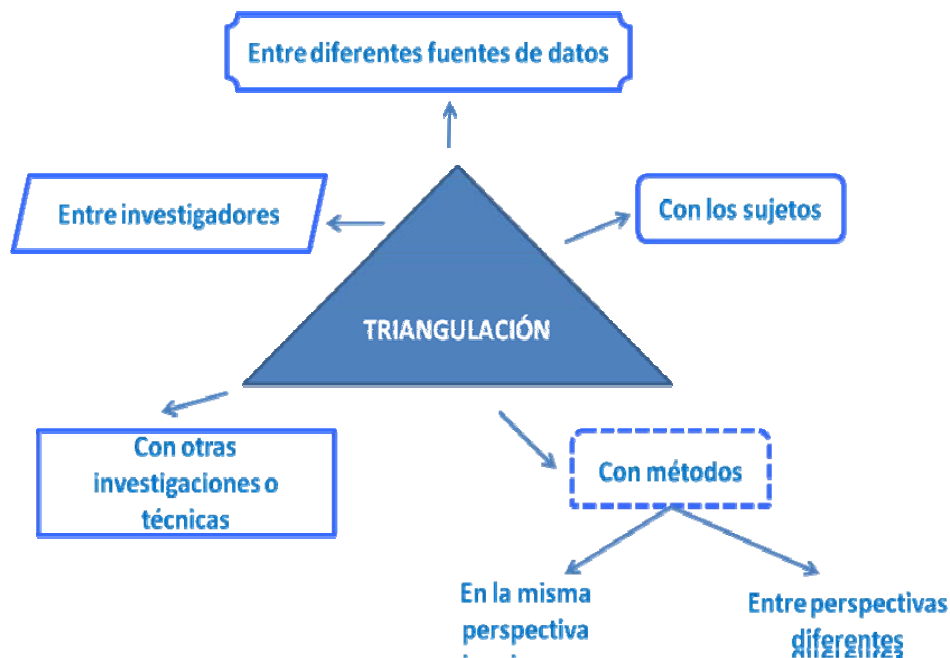 Entre diferentes fuentes de datos
Entre investigadores
Con los sujetos
TRIANGULACIÓN
Con otras
investigaciones o
técnicas
Con métodos
En la misma
perspectiva
Entre perspectivas
diferentes